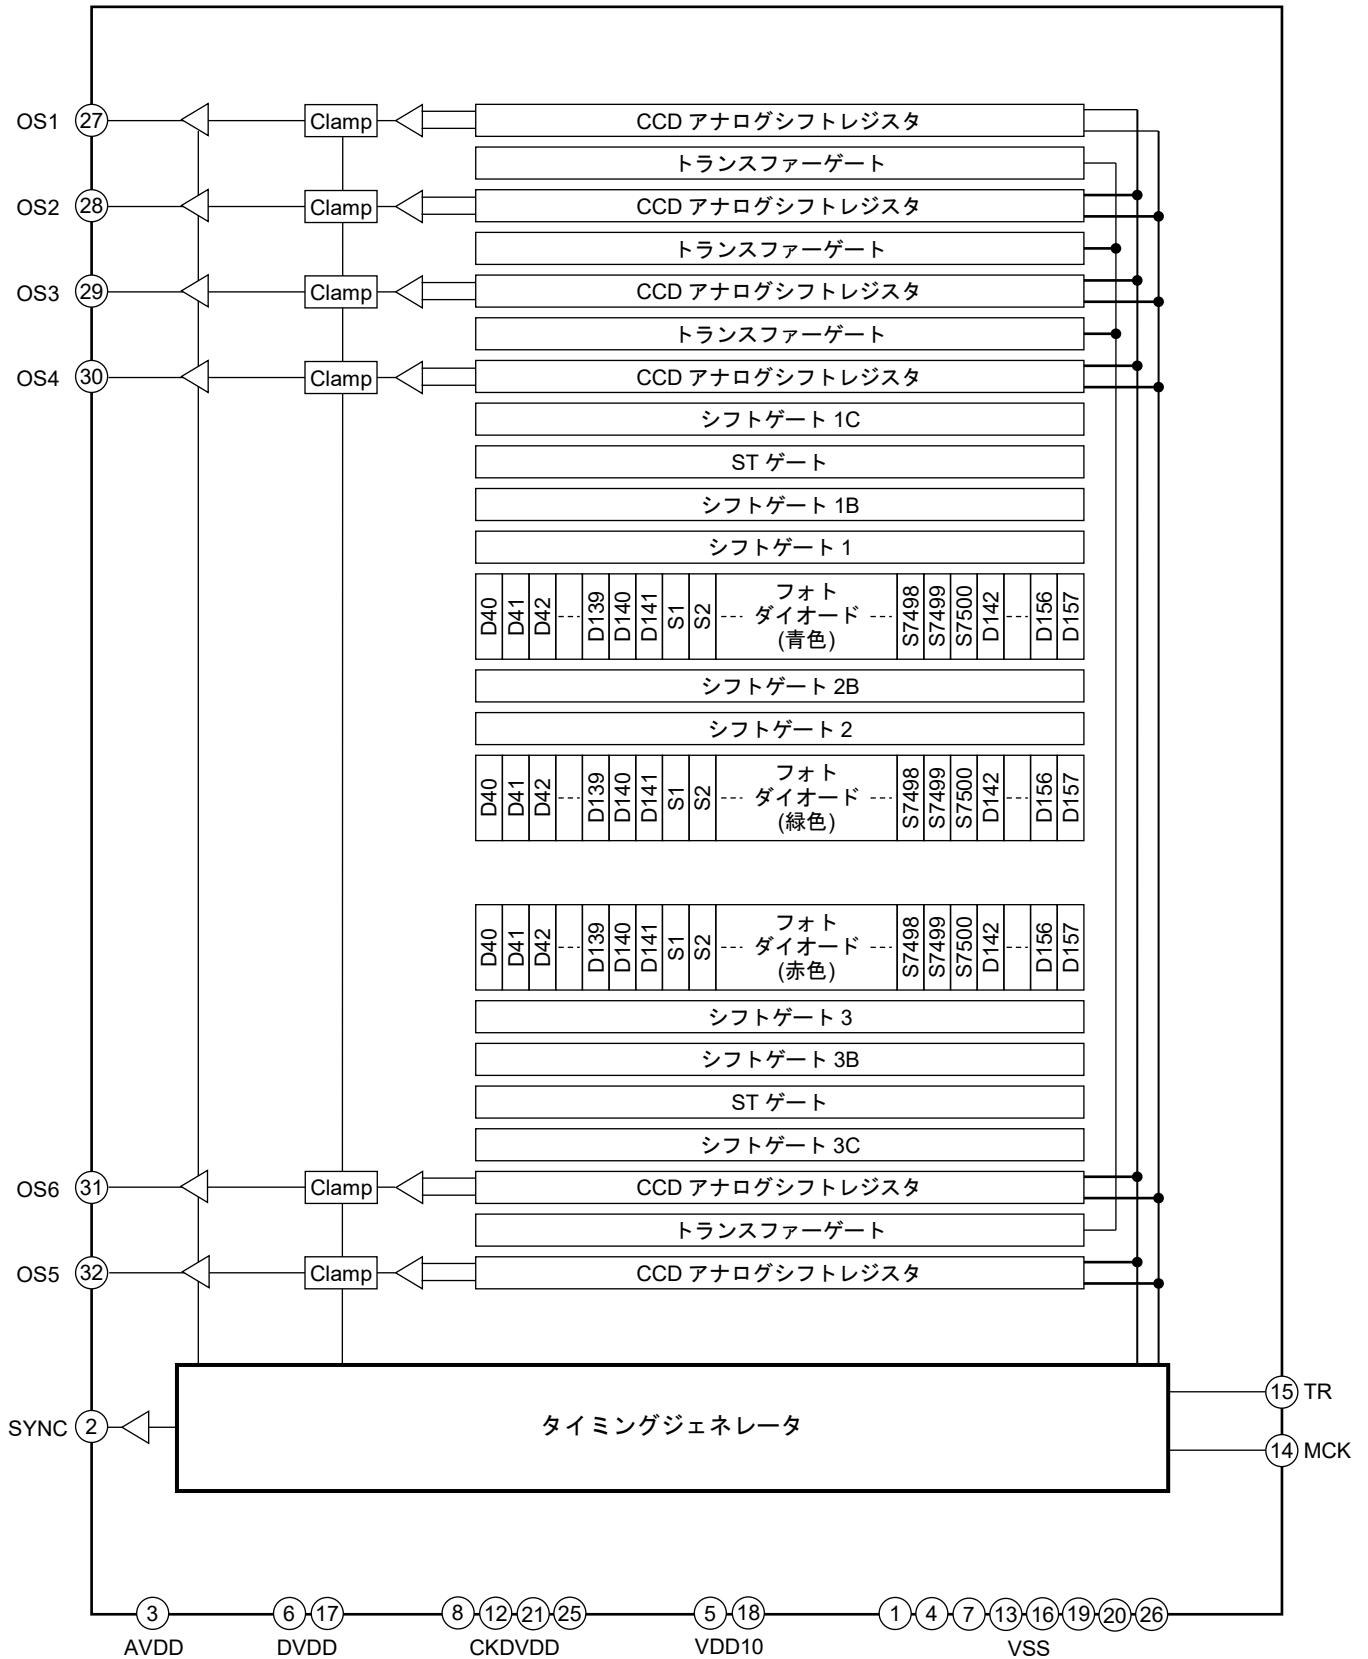 OS1 27 Clamp CCD アナログシフトレジスタ
トランスファーゲート
OS2 28 Clamp CCD アナログシフトレジスタ
トランスファーゲート
OS3 29 Clamp CCD アナログシフトレジスタ
トランスファーゲート
OS4 30 Clamp CCD アナログシフトレジスタ
シフトゲート 1C
ST ゲート
シフトゲート 1B
シフトゲート 1
D40 D41 D42 D139 D140 D141 S1 S2 フォト
ダイオード
(青色) S7498 S7499 S7500 D142 D156 D157
シフトゲート 2B
シフトゲート 2
D40 D41 D42 D139 D140 D141 S1 S2 フォト
ダイオード
(緑色) S7498 S7499 S7500 D142 D156 D157
D40 D41 D42 D139 D140 D141 S1 S2 フォト
ダイオード
(赤色) S7498 S7499 S7500 D142 D156 D157
シフトゲート 3
シフトゲート 3B
ST ゲート
シフトゲート 3C
OS6 31 Clamp CCD アナログシフトレジスタ
トランスファーゲート
OS5 32 Clamp CCD アナログシフトレジスタ
15 TR
SYNC 2 タイミングジェネレータ
14 MCK
3 6 17 8 12 21 25 5 18 1 4 7 13 16 19 20 26
AVDD DVDD CKDVDD VDD10 VSS